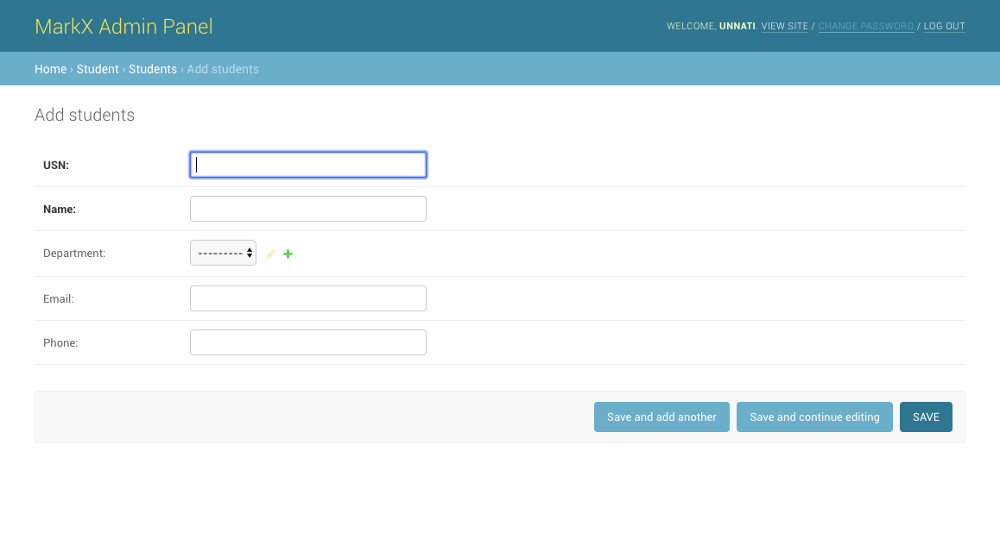 MarkX Admin Panel
WELCOME, UNNATI. VIEW SITE / CHANGE PASSWORD / LOG OUT
Home › Student › Students › Add students
Add students
USN:
Name:
Department: ---------
Email:
Phone:
Save and add another Save and continue editing SAVE